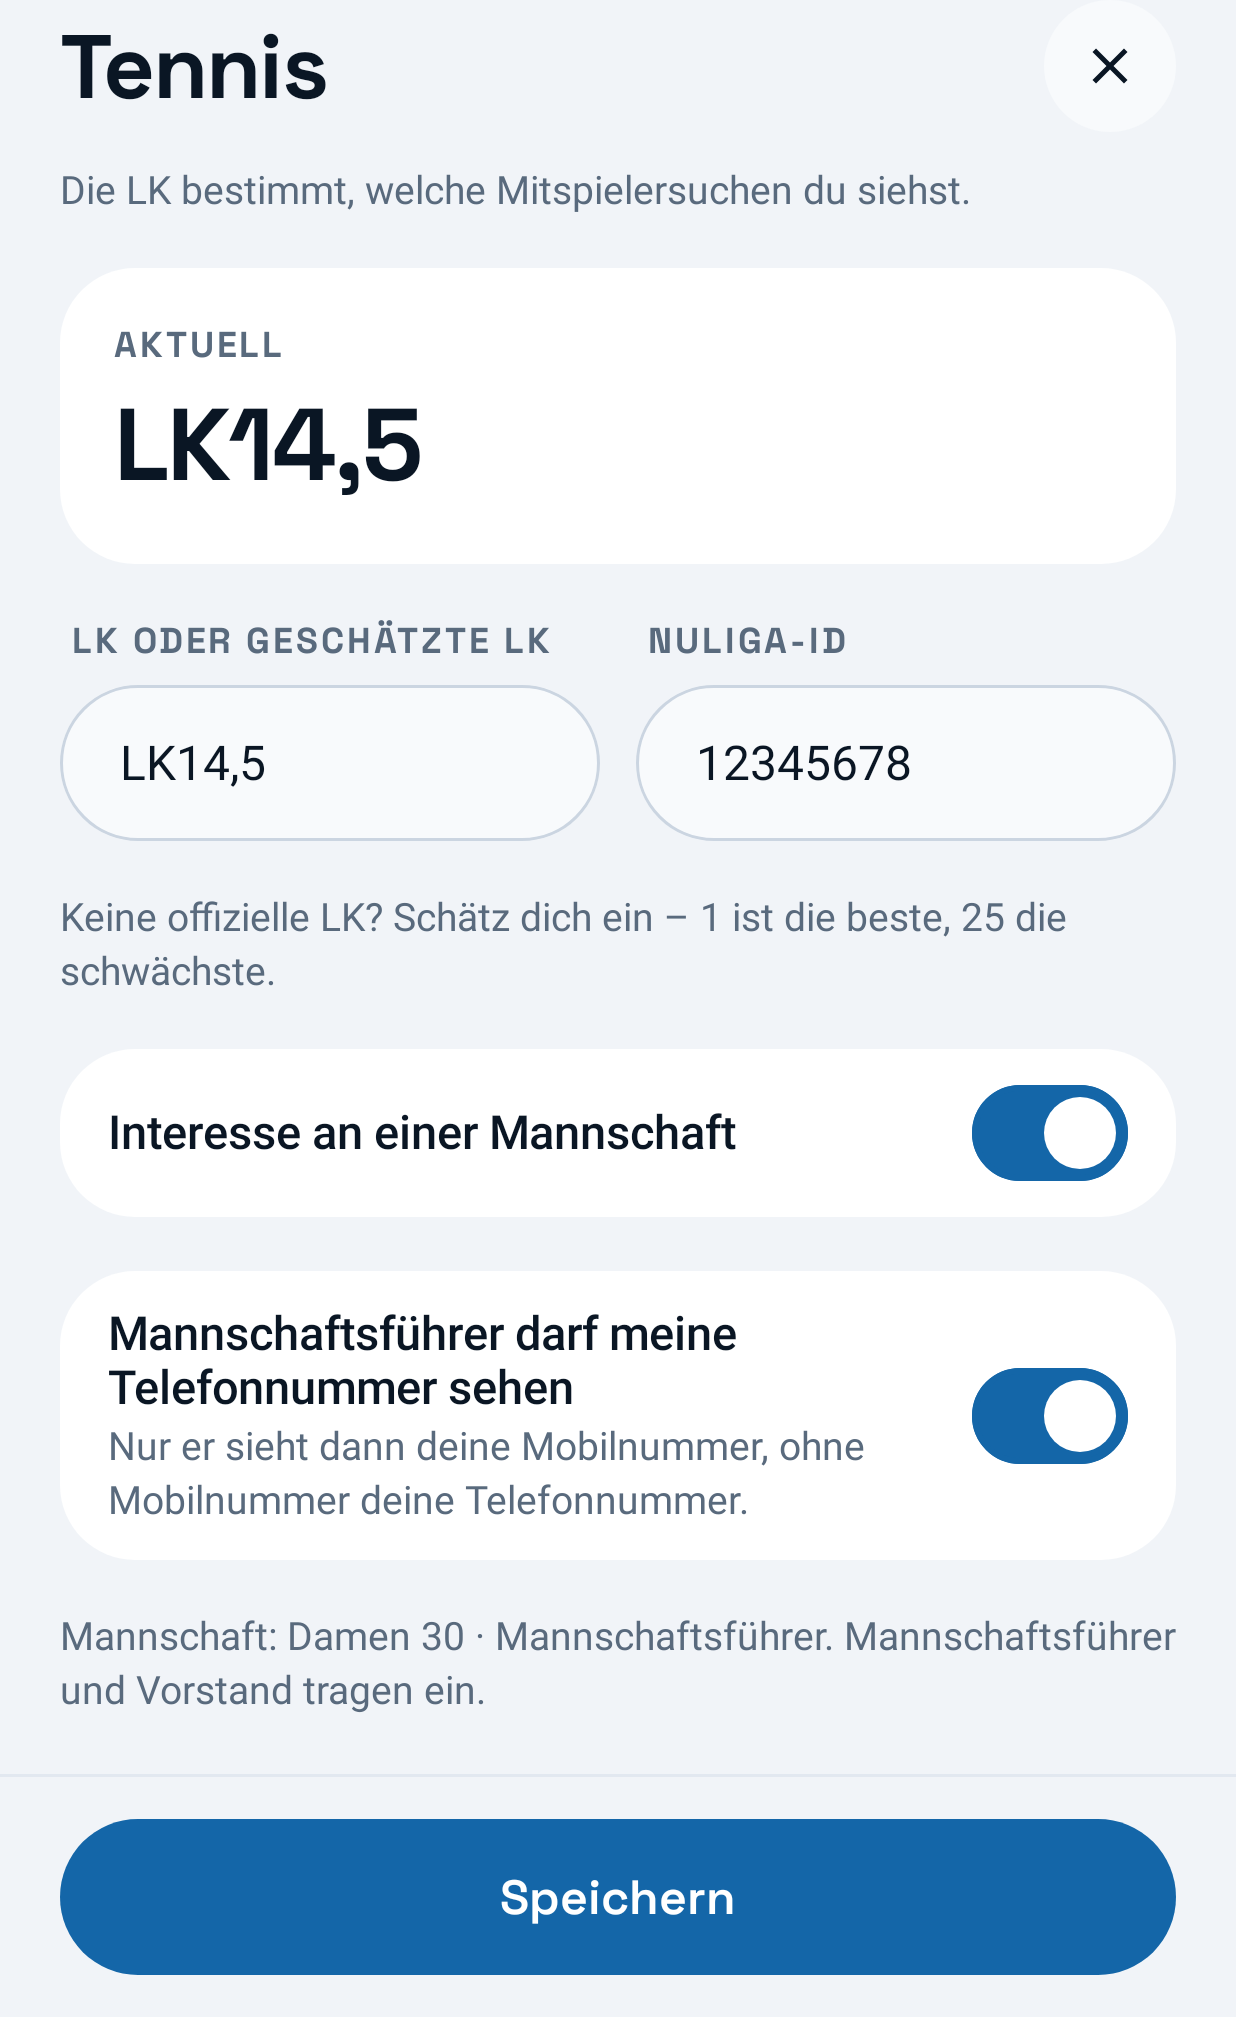 Tennis
Die LK bestimmt, welche Mitspielersuchen du siehst.
AKTUELL
LK14,5
LK ODER GESCHÄTZTE LK
NULIGA-ID
LK14,5
12345678
Keine offizielle LK? Schätz dich ein – 1 ist die beste, 25 die
schwächste.
Interesse an einer Mannschaft
Mannschaftsführer darf meine
Telefonnummer sehen
Nur er sieht dann deine Mobilnummer, ohne
Mobilnummer deine Telefonnummer.
Mannschaft: Damen 30 · Mannschaftsführer. Mannschaftsführer
und Vorstand tragen ein.
Speichern